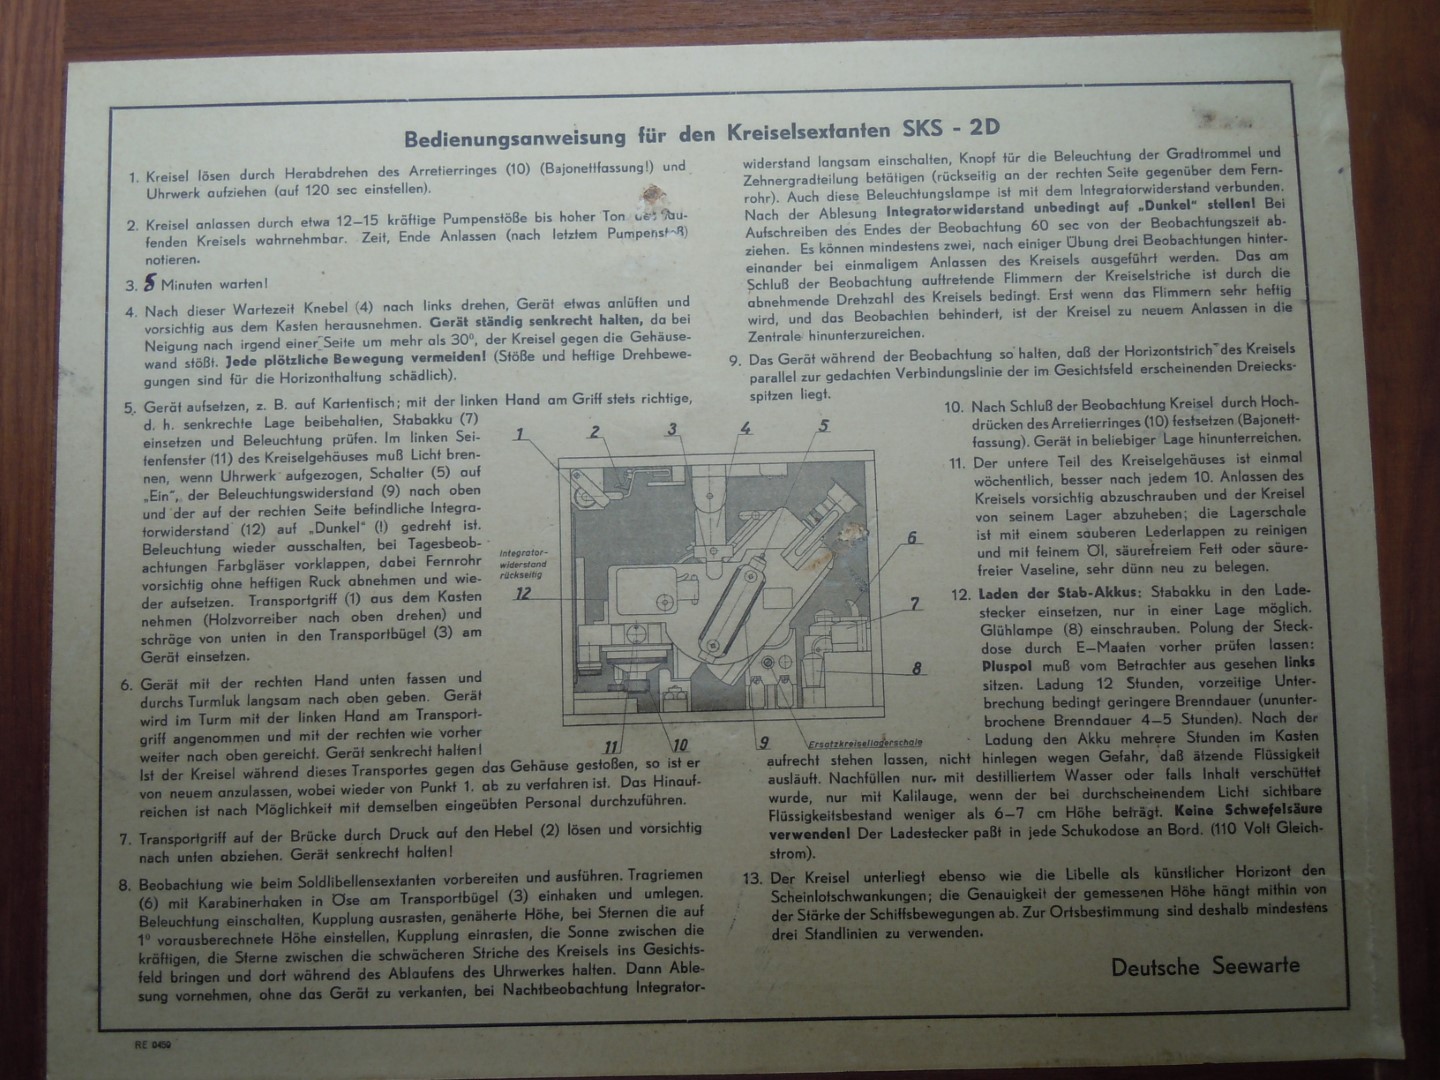 Bedienungsanweisung für den Kreiselsextanten SKS - 2D
1. Kreisel lösen durch Herabdrehen des Arretierringes (10) (Bajonettfassung!) und
Uhrwerk aufziehen (auf 120 sec einstellen).
2. Kreisel anlassen durch etwa 12–15 kräftige Pumpenstöße bis hoher Ton des lau-
fenden Kreisels wahrnehmbar. Zeit, Ende Anlassen (nach letztem Pumpenstoß)
notieren.
3. 5 Minuten warten!
4. Nach dieser Wartezeit Knebel (4) nach links drehen, Gerät etwas anlüften und
vorsichtig aus dem Kasten herausnehmen. Gerät ständig senkrecht halten, da bei
Neigung nach irgend einer Seite um mehr als 30°, der Kreisel gegen die Gehäuse-
wand stößt. Jede plötzliche Bewegung vermeiden! (Stöße und heftige Drehbewe-
gungen sind für die Horizonthaltung schädlich).
5. Gerät aufsetzen, z. B. auf Kartentisch; mit der linken Hand am Griff stets richtige,
d. h. senkrechte Lage beibehalten, Stabakku (7)
einsetzen und Beleuchtung prüfen. Im linken Sei-
tenfenster (11) des Kreiselgehäuses muß Licht bren-
nen, wenn Uhrwerk aufgezogen, Schalter (5) auf
„Ein“, der Beleuchtungswiderstand (9) nach oben
und der auf der rechten Seite befindliche Integra-
torwiderstand (12) auf „Dunkel“ (!) gedreht ist.
Beleuchtung wieder ausschalten, bei Tagesbeob-
achtungen Farbgläser vorklappen, dabei Fernrohr
vorsichtig ohne heftigen Ruck abnehmen und wie-
der aufsetzen. Transportgriff (1) aus dem Kasten
nehmen (Holzvorreiber nach oben drehen) und
schräge von unten in den Transportbügel (3) am
Gerät einsetzen.
6. Gerät mit der rechten Hand unten fassen und
durchs Turmluk langsam nach oben geben. Gerät
wird im Turm mit der linken Hand am Transport-
griff angenommen und mit der rechten wie vorher
weiter nach oben gereicht. Gerät senkrecht halten!
Ist der Kreisel während dieses Transportes gegen das Gehäuse gestoßen, so ist er
von neuem anzulassen, wobei wieder von Punkt 1. ab zu verfahren ist. Das Hinauf-
reichen ist nach Möglichkeit mit demselben eingeübten Personal durchzuführen.
7. Transportgriff auf der Brücke durch Druck auf den Hebel (2) lösen und vorsichtig
nach unten abziehen. Gerät senkrecht halten!
8. Beobachtung wie beim Soldlibellensextanten vorbereiten und ausführen. Tragriemen
(6) mit Karabinerhaken in Öse am Transportbügel (3) einhaken und umlegen.
Beleuchtung einschalten, Kupplung ausrasten, genäherte Höhe, bei Sternen die auf
1° vorausberechnete Höhe einstellen, Kupplung einrasten, die Sonne zwischen die
kräftigen, die Sterne zwischen die schwächeren Striche des Kreisels ins Gesichts-
feld bringen und dort während des Ablaufens des Uhrwerkes halten. Dann Able-
sung vornehmen, ohne das Gerät zu verkanten, bei Nachtbeobachtung Integrator-
widerstand langsam einschalten, Knopf für die Beleuchtung der Gradtrommel und
Zehnergradteilung betätigen (rückseitig an der rechten Seite gegenüber dem Fern-
rohr). Auch diese Beleuchtungslampe ist mit dem Integratorwiderstand verbunden.
Nach der Ablesung Integratorwiderstand unbedingt auf „Dunkel“ stellen! Bei
Aufschreiben des Endes der Beobachtung 60 sec von der Beobachtungszeit ab-
ziehen. Es können mindestens zwei, nach einiger Übung drei Beobachtungen hinter-
einander bei einmaligem Anlassen des Kreisels ausgeführt werden. Das am
Schluß der Beobachtung auftretende Flimmern der Kreiselstriche ist durch die
abnehmende Drehzahl des Kreisels bedingt. Erst wenn das Flimmern sehr heftig
wird, und das Beobachten behindert, ist der Kreisel zu neuem Anlassen in die
Zentrale hinunterzureichen.
9. Das Gerät während der Beobachtung so halten, daß der Horizontstrich des Kreisels
parallel zur gedachten Verbindungslinie der im Gesichtsfeld erscheinenden Dreiecks-
spitzen liegt.
10. Nach Schluß der Beobachtung Kreisel durch Hoch-
drücken des Arretierringes (10) festsetzen (Bajonett-
fassung). Gerät in beliebiger Lage hinunterreichen.
11. Der untere Teil des Kreiselgehäuses ist einmal
wöchentlich, besser nach jedem 10. Anlassen des
Kreisels vorsichtig abzuschrauben und der Kreisel
von seinem Lager abzuheben; die Lagerschale
ist mit einem sauberen Lederlappen zu reinigen
und mit feinem Öl, säurefreiem Fett oder säure-
freier Vaseline, sehr dünn neu zu belegen.
12. Laden der Stab-Akkus: Stabakku in den Lade-
stecker einsetzen, nur in einer Lage möglich.
Glühlampe (8) einschrauben. Polung der Steck-
dose durch E–Maaten vorher prüfen lassen:
Pluspol muß vom Betrachter aus gesehen links
sitzen. Ladung 12 Stunden, vorzeitige Unter-
brechung bedingt geringere Brenndauer (ununter-
brochene Brenndauer 4–5 Stunden). Nach der
Ladung den Akku mehrere Stunden im Kasten
aufrecht stehen lassen, nicht hinlegen wegen Gefahr, daß ätzende Flüssigkeit
ausläuft. Nachfüllen nur mit destilliertem Wasser oder falls Inhalt verschüttet
wurde, nur mit Kalilauge, wenn der bei durchscheinendem Licht sichtbare
Flüssigkeitsbestand weniger als 6–7 cm Höhe beträgt. Keine Schwefelsäure
verwenden! Der Ladestecker paßt in jede Schukodose an Bord. (110 Volt Gleich-
strom).
13. Der Kreisel unterliegt ebenso wie die Libelle als künstlicher Horizont den
Scheinlotschwankungen; die Genauigkeit der gemessenen Höhe hängt mithin von
der Stärke der Schiffsbewegungen ab. Zur Ortsbestimmung sind deshalb mindestens
drei Standlinien zu verwenden.
Deutsche Seewarte
1 2 3 4 5
6
7
8
Integrator-
widerstand
rückseitig
12
11 10 9 Ersatzkreisellagerschale
RE 0459